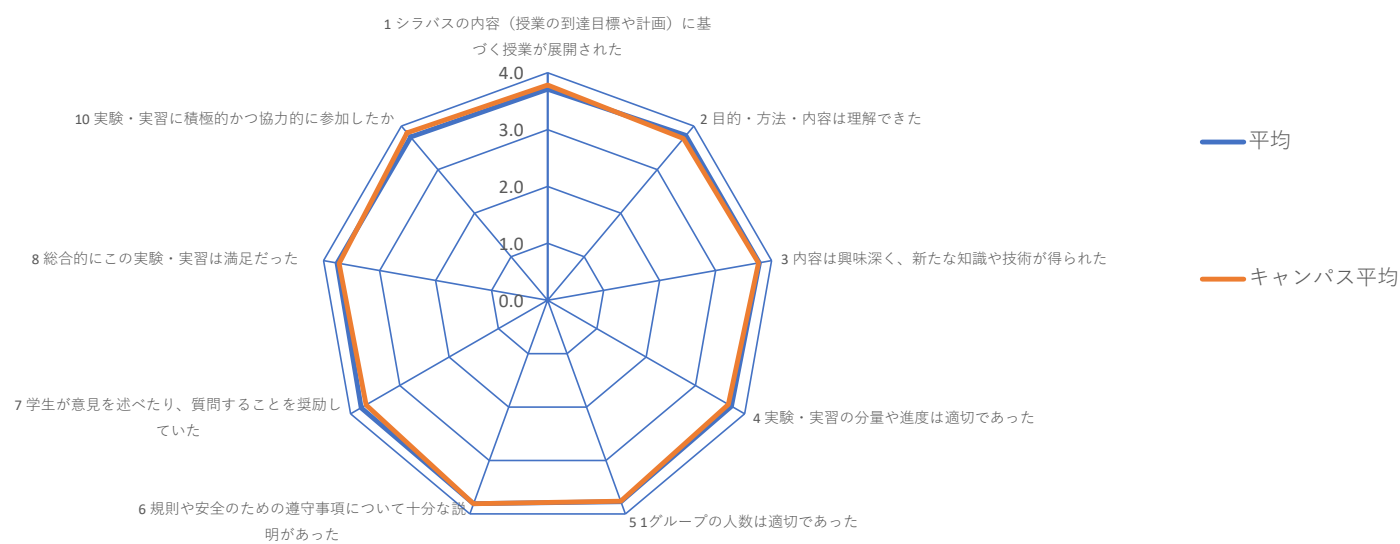 1 シラバスの内容（授業の到達目標や計画）に基
づく授業が展開された
4.0
3.0
2.0
1.0
0.0
2 目的・方法・内容は理解できた
3 内容は興味深く、新たな知識や技術が得られた
4 実験・実習の分量や進度は適切であった
5 1グループの人数は適切であった
6 規則や安全のための遵守事項について十分な説
明があった
7 学生が意見を述べたり、質問することを奨励し
ていた
8 総合的にこの実験・実習は満足だった
10 実験・実習に積極的かつ協力的に参加したか
平均
キャンパス平均